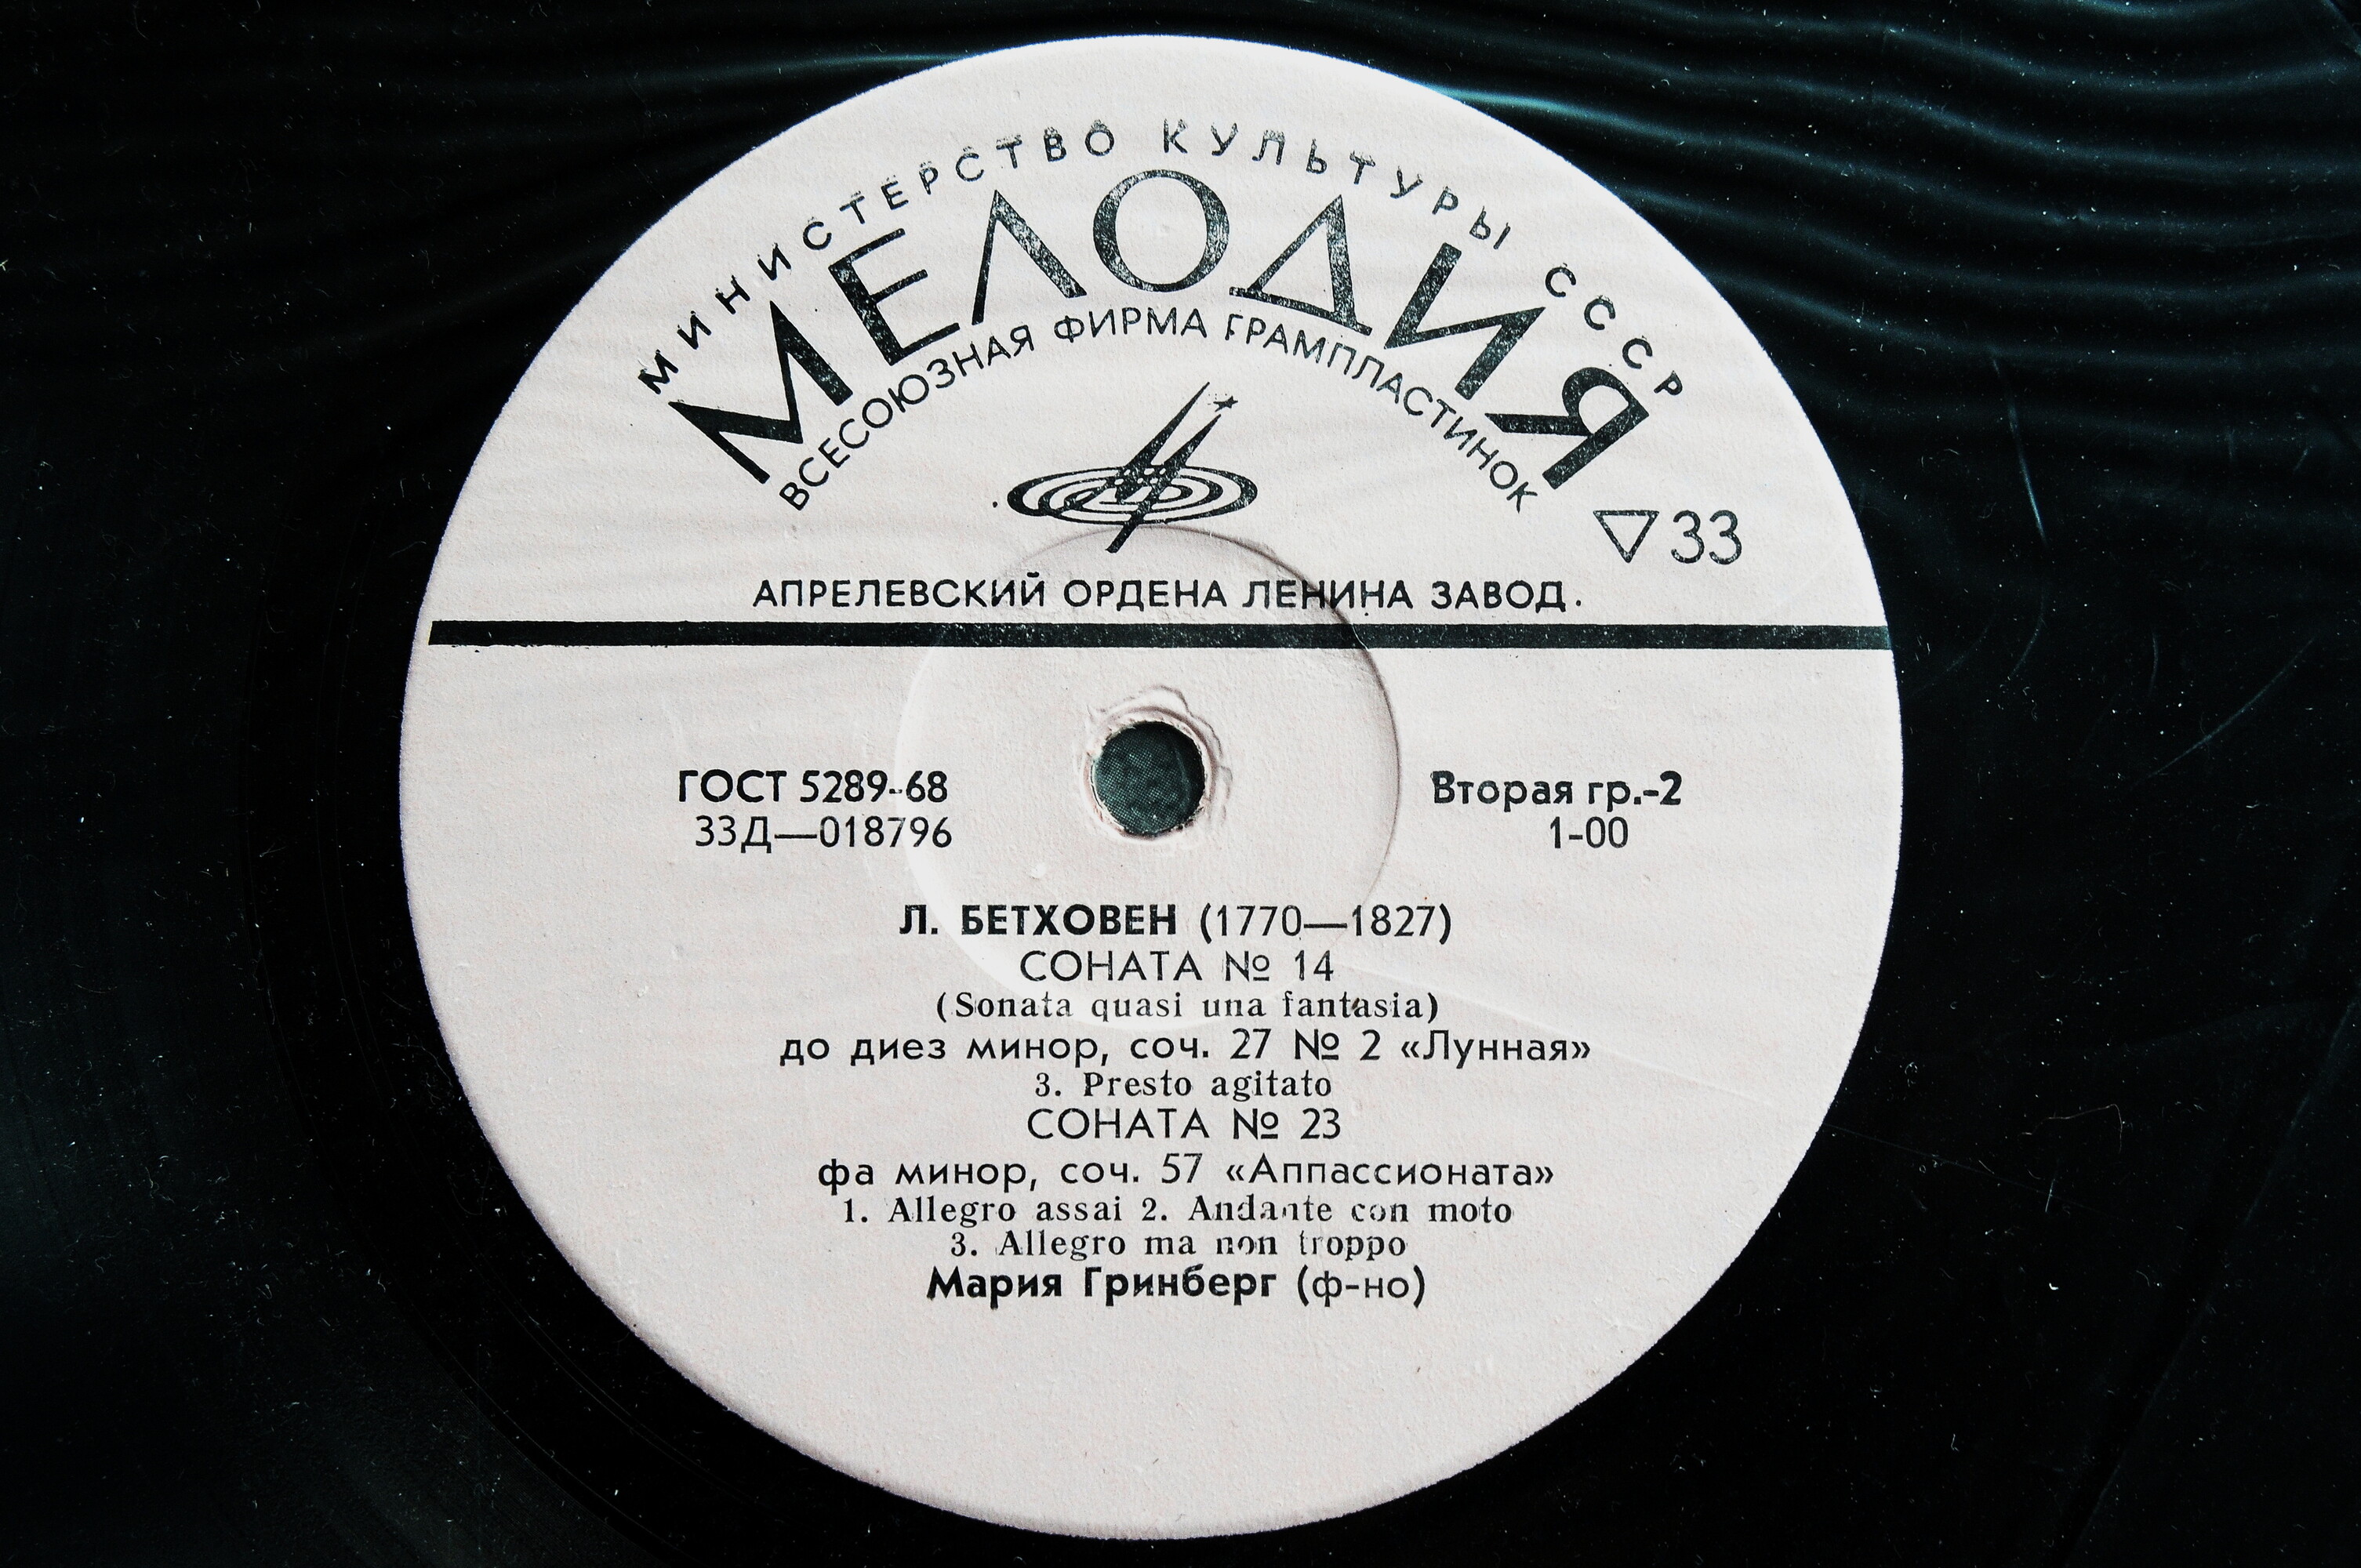 МИНИСТЕРСТВО КУЛЬТУРЫ СССР
МЕЛОДИЯ
ВСЕСОЮЗНАЯ ФИРМА ГРАМПЛАСТИНОК
33
АПРЕЛЕВСКИЙ ОРДЕНА ЛЕНИНА ЗАВОД.
ГОСТ 5289-68
33Д—018796
Вторая гр.-2
1-00
Л. БЕТХОВЕН (1770—1827)
СОНАТА № 14
(Sonata quasi una fantasia)
до диез минор, соч. 27 № 2 «Лунная»
3. Presto agitato
СОНАТА № 23
фа минор, соч. 57 «Аппассионата»
1. Allegro assai 2. Andante con moto
3. Allegro ma non troppo
Мария Гринберг (ф-но)